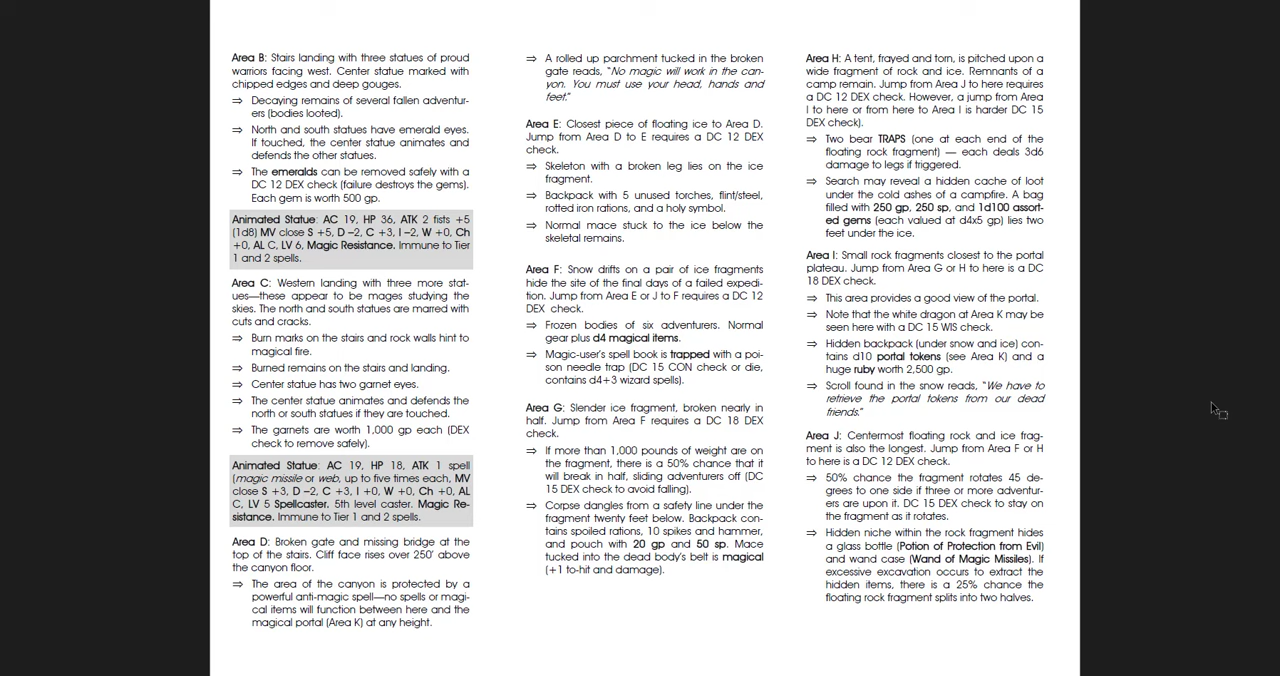 Area B: Stairs landing with three statues of proud
warriors facing west. Center statue marked with
chipped edges and deep gouges.
⇒ Decaying remains of several fallen adventur-
ers (bodies looted).
⇒ North and south statues have emerald eyes.
If touched, the center statue animates and
defends the other statues.
⇒ The emeralds can be removed safely with a
DC 12 DEX check (failure destroys the gems).
Each gem is worth 500 gp.
Animated Statue: AC 19, HP 36, ATK 2 fists +5
(1d8) MV close S +5, D –2, C +3, I –2, W +0, Ch
+0, AL C, LV 6, Magic Resistance. Immune to Tier
1 and 2 spells.
Area C: Western landing with three more stat-
ues—these appear to be mages studying the
skies. The north and south statues are marred with
cuts and cracks.
⇒ Burn marks on the stairs and rock walls hint to
magical fire.
⇒ Burned remains on the stairs and landing.
⇒ Center statue has two garnet eyes.
⇒ The center statue animates and defends the
north or south statues if they are touched.
⇒ The garnets are worth 1,000 gp each (DEX
check to remove safely).
Animated Statue: AC 19, HP 18, ATK 1 spell
(magic missile or web, up to five times each, MV
close S +3, D –2, C +3, I +0, W +0, Ch +0, AL
C, LV 5 Spellcaster. 5th level caster. Magic Re-
sistance. Immune to Tier 1 and 2 spells.
Area D: Broken gate and missing bridge at the
top of the stairs. Cliff face rises over 250' above
the canyon floor.
⇒ The area of the canyon is protected by a
powerful anti-magic spell—no spells or magi-
cal items will function between here and the
magical portal (Area K) at any height.
⇒ A rolled up parchment tucked in the broken
gate reads, "No magic will work in the can-
yon. You must use your head, hands and
feet."
Area E: Closest piece of floating ice to Area D.
Jump from Area D to E requires a DC 12 DEX
check.
⇒ Skeleton with a broken leg lies on the ice
fragment.
⇒ Backpack with 5 unused torches, flint/steel,
rotted iron rations, and a holy symbol.
⇒ Normal mace stuck to the ice below the
skeletal remains.
Area F: Snow drifts on a pair of ice fragments
hide the site of the final days of a failed expedi-
tion. Jump from Area E or J to F requires a DC 12
DEX check.
⇒ Frozen bodies of six adventurers. Normal
gear plus d4 magical items.
⇒ Magic-user's spell book is trapped with a poi-
son needle trap (DC 15 CON check or die,
contains d4+3 wizard spells).
Area G: Slender ice fragment, broken nearly in
half. Jump from Area F requires a DC 18 DEX
check.
⇒ If more than 1,000 pounds of weight are on
the fragment, there is a 50% chance that it
will break in half, sliding adventurers off (DC
15 DEX check to avoid falling).
⇒ Corpse dangles from a safety line under the
fragment twenty feet below. Backpack con-
tains spoiled rations, 10 spikes and hammer,
and pouch with 20 gp and 50 sp. Mace
tucked into the dead body's belt is magical
(+1 to-hit and damage).
Area H: A tent, frayed and torn, is pitched upon a
wide fragment of rock and ice. Remnants of a
camp remain. Jump from Area J to here requires
a DC 12 DEX check. However, a jump from Area
I to here or from here to Area I is harder DC 15
DEX check).
⇒ Two bear TRAPS (one at each end of the
floating rock fragment) — each deals 3d6
damage to legs if triggered.
⇒ Search may reveal a hidden cache of loot
under the cold ashes of a campfire. A bag
filled with 250 gp, 250 sp, and 1d100 assort-
ed gems (each valued at d4x5 gp) lies two
feet under the ice.
Area I: Small rock fragments closest to the portal
plateau. Jump from Area G or H to here is a DC
18 DEX check.
⇒ This area provides a good view of the portal.
⇒ Note that the white dragon at Area K may be
seen here with a DC 15 WIS check.
⇒ Hidden backpack (under snow and ice) con-
tains d10 portal tokens (see Area K) and a
huge ruby worth 2,500 gp.
⇒ Scroll found in the snow reads, "We have to
retrieve the portal tokens from our dead
friends."
Area J: Centermost floating rock and ice frag-
ment is also the longest. Jump from Area F or H
to here is a DC 12 DEX check.
⇒ 50% chance the fragment rotates 45 de-
grees to one side if three or more adventur-
ers are upon it. DC 15 DEX check to stay on
the fragment as it rotates.
⇒ Hidden niche within the rock fragment hides
a glass bottle (Potion of Protection from Evil)
and wand case (Wand of Magic Missiles). If
excessive excavation occurs to extract the
hidden items, there is a 25% chance the
floating rock fragment splits into two halves.